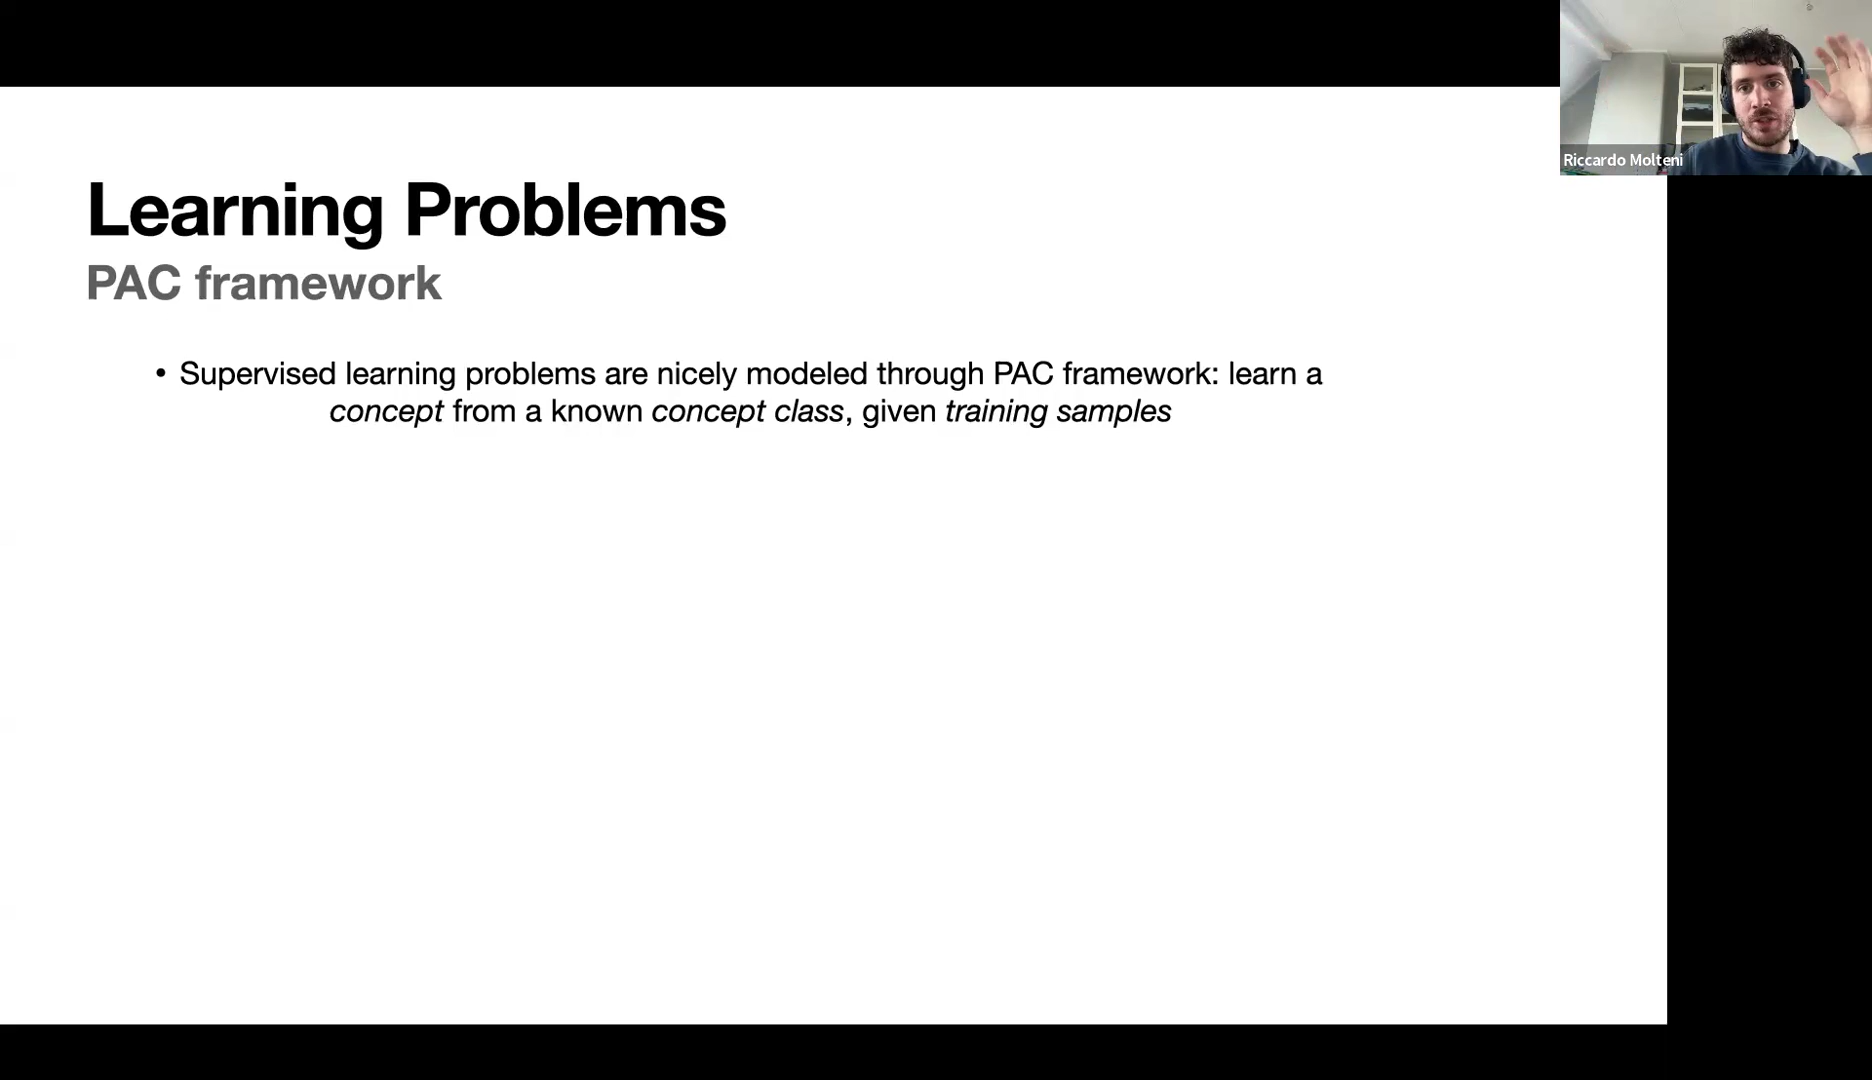 Riccardo Molteni
Learning Problems
PAC framework
• Supervised learning problems are nicely modeled through PAC framework: learn a
concept from a known concept class, given training samples